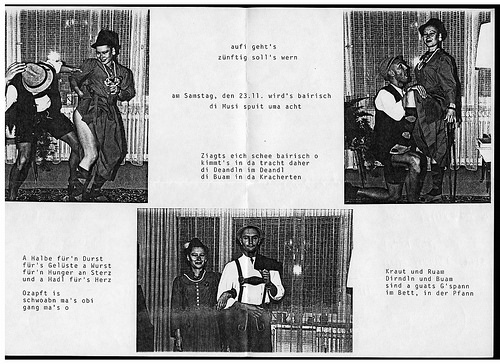 aufi geht's
zünftig soll's wern
am Samstag, den 23.11. wird's bairisch
di Musi spuit uma acht
Ziagts eich schee bairisch o
kimmt's in da tracht daher
di Deandln im Deandl
di Buam in da Kracherten
A Halbe für'n Durst
für's Gelüste a Wurst
für'n Hunger an Sterz
und a Hadl für's Herz
Ozapft is
schwoabn ma's obi
gang ma's o
Kraut und Ruam
Dirndln und Buam
sind a guats G'spann
im Bett, in der Pfann